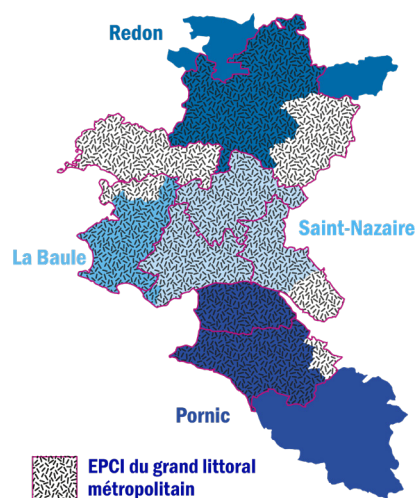 Redon
Saint-Nazaire
La Baule
Pornic
EPCI du grand littoral
métropolitain